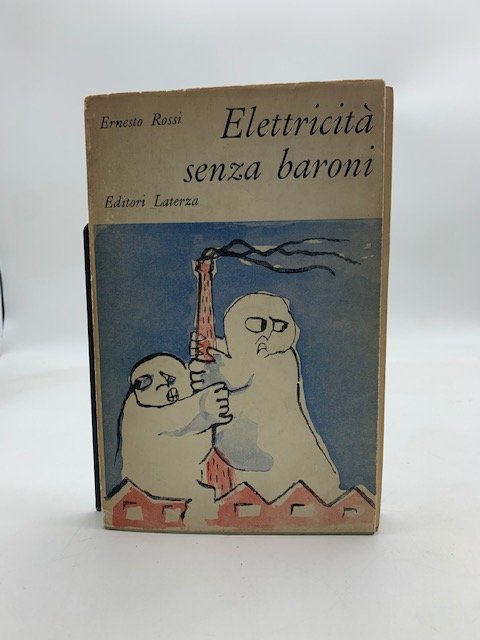 Ernesto Rossi
Elettricità
senza baroni
Editori Laterza